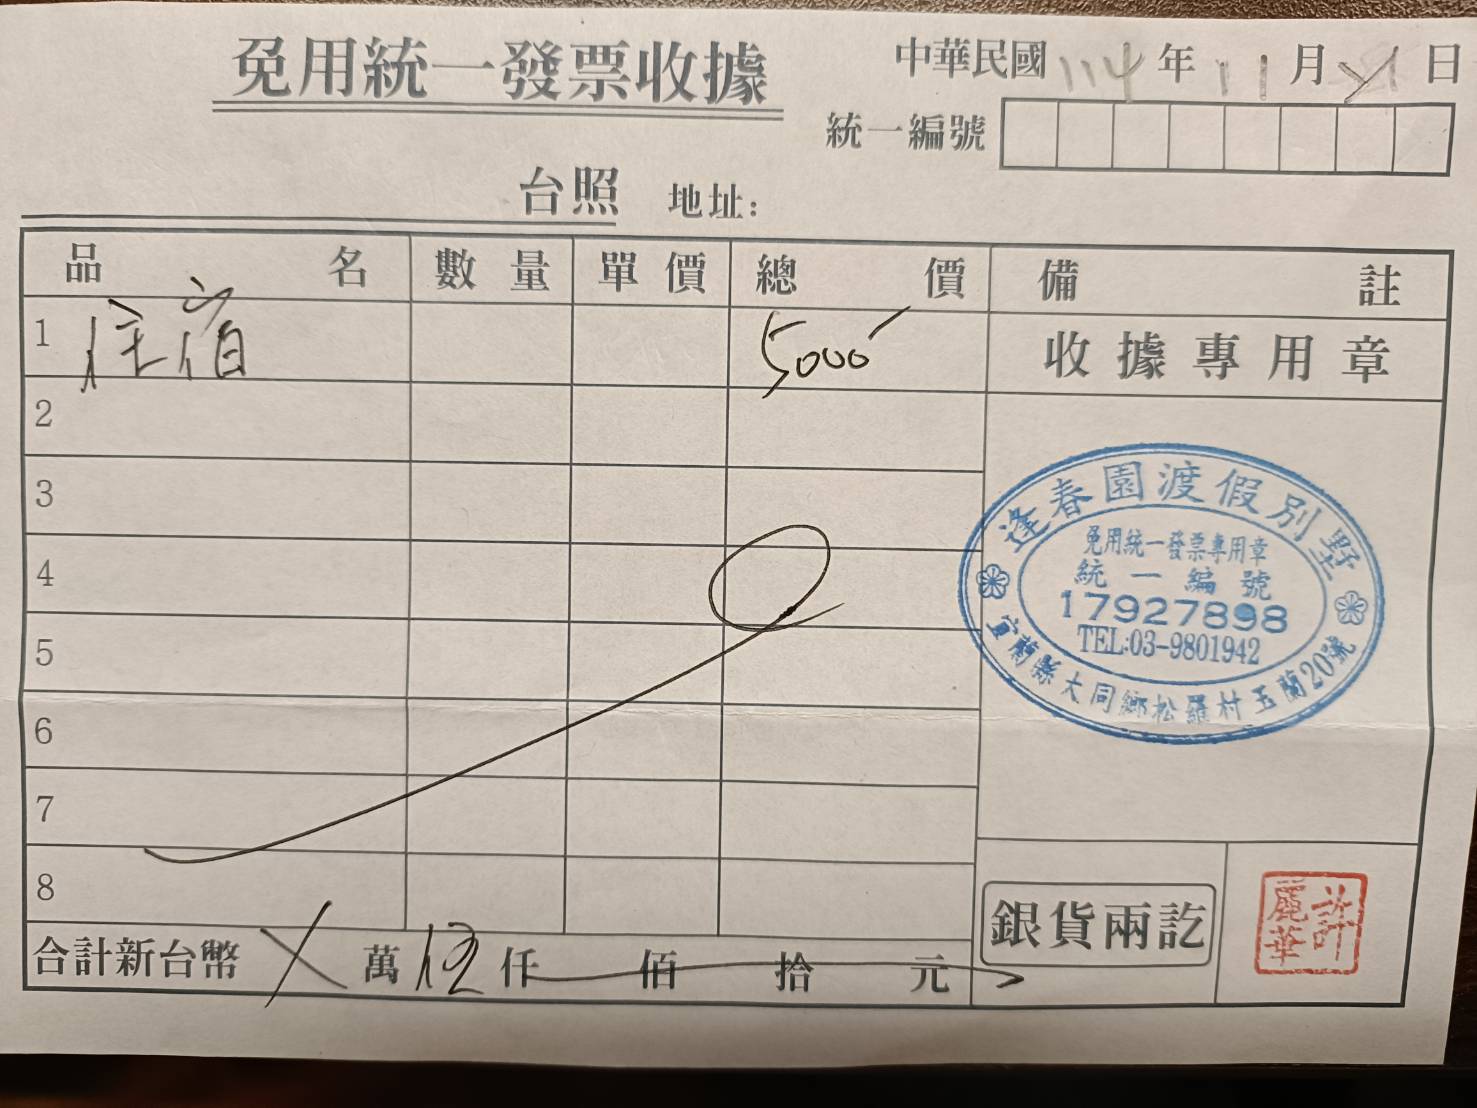 免用統一發票收據
中華民國 114 年 11 月 日
統一編號
台照 地址：
品名 數量 單價 總價 備註
1 住宿 5000
收據專用章
2
3
4
5
6
7
8
逢春園渡假別墅
免用統一發票專用章
統一編號
17927898
TEL:03-9801942
宜蘭縣大同鄉松羅村玉蘭20號
合計新台幣 X 萬 伍 仟 佰 拾 元
銀貨兩訖
許麗華